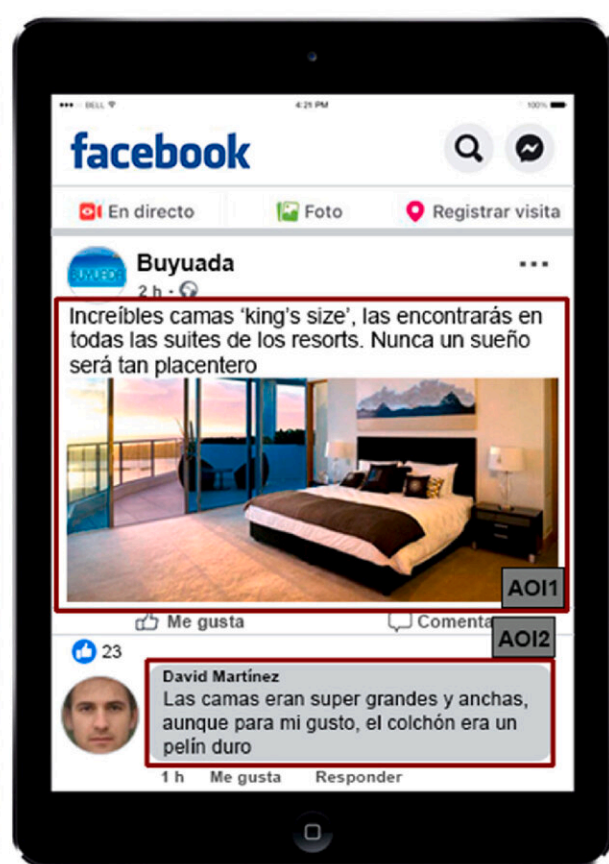 BELL
4:21 PM
100%
facebook
En directo
Foto
Registrar visita
Buyuada
2 h
Increíbles camas ‘king's size’, las encontrarás en
todas las suites de los resorts. Nunca un sueño
será tan placentero
AOI1
Me gusta
Comenta
AOI2
23
David Martínez
Las camas eran super grandes y anchas,
aunque para mi gusto, el colchón era un
pelín duro
1 h Me gusta Responder